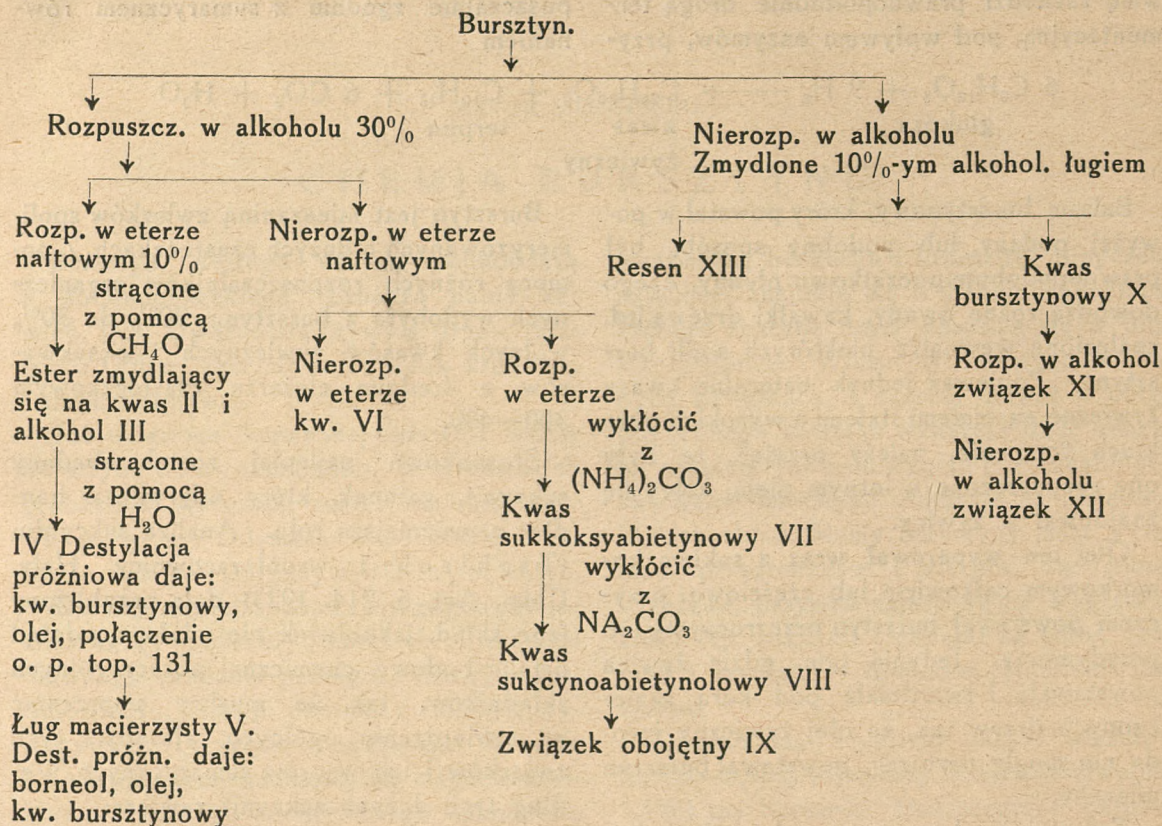 Bursztyn.
Rozpuszcz. w alkoholu 30%
Nierozp. w alkoholu
Zmydlone 10%-ym alkohol. ługiem
Rozp. w eterze
naftowym 10%
strącone
z pomocą
CH₄O
Ester zmydlający
się na kwas II i
alkohol III
strącone
z pomocą
H₂O
IV Destylacja
próżniowa daje:
kw. bursztynowy,
olej, połączenie
o. p. top. 131
Ług macierzysty V.
Dest. próżn. daje:
borneol, olej,
kw. bursztynowy
Nierozp. w eterze
naftowym
Nierozp.
w eterze
kw. VI
Rozp.
w eterze
wykłócić
z
(NH₄)₂CO₃
Kwas
sukkoksyabietynowy VII
wykłócić
z
NA₂CO₃
Kwas
sukcynoabietynolowy VIII
Związek obojętny IX
Resen XIII
Kwas
bursztynowy X
Rozp. w alkohol
związek XI
Nierozp.
w alkoholu
związek XII